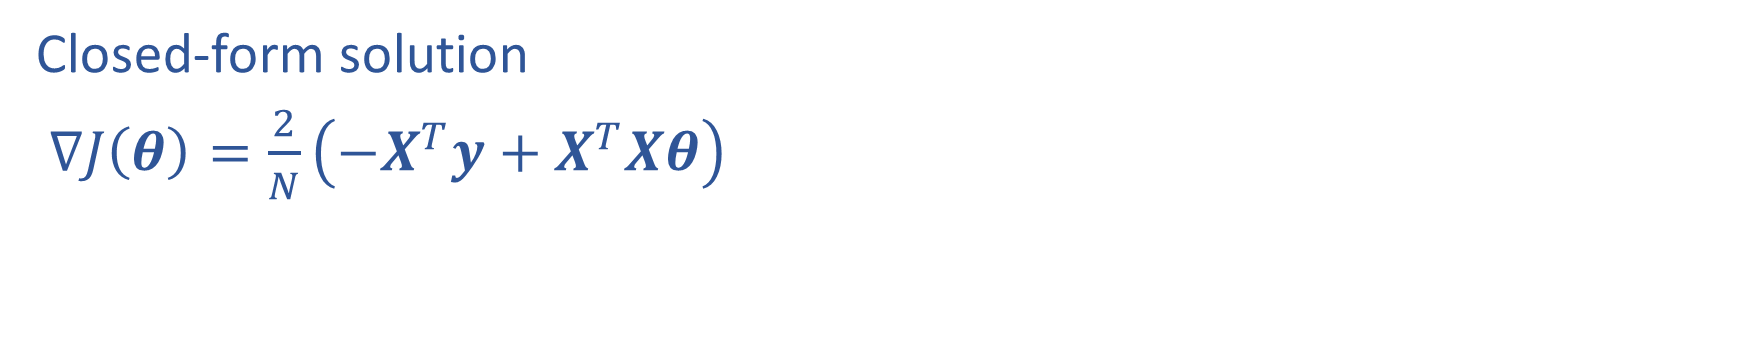 Closed-form solution
∇J(θ) = 2/N (−X^T y + X^T Xθ)